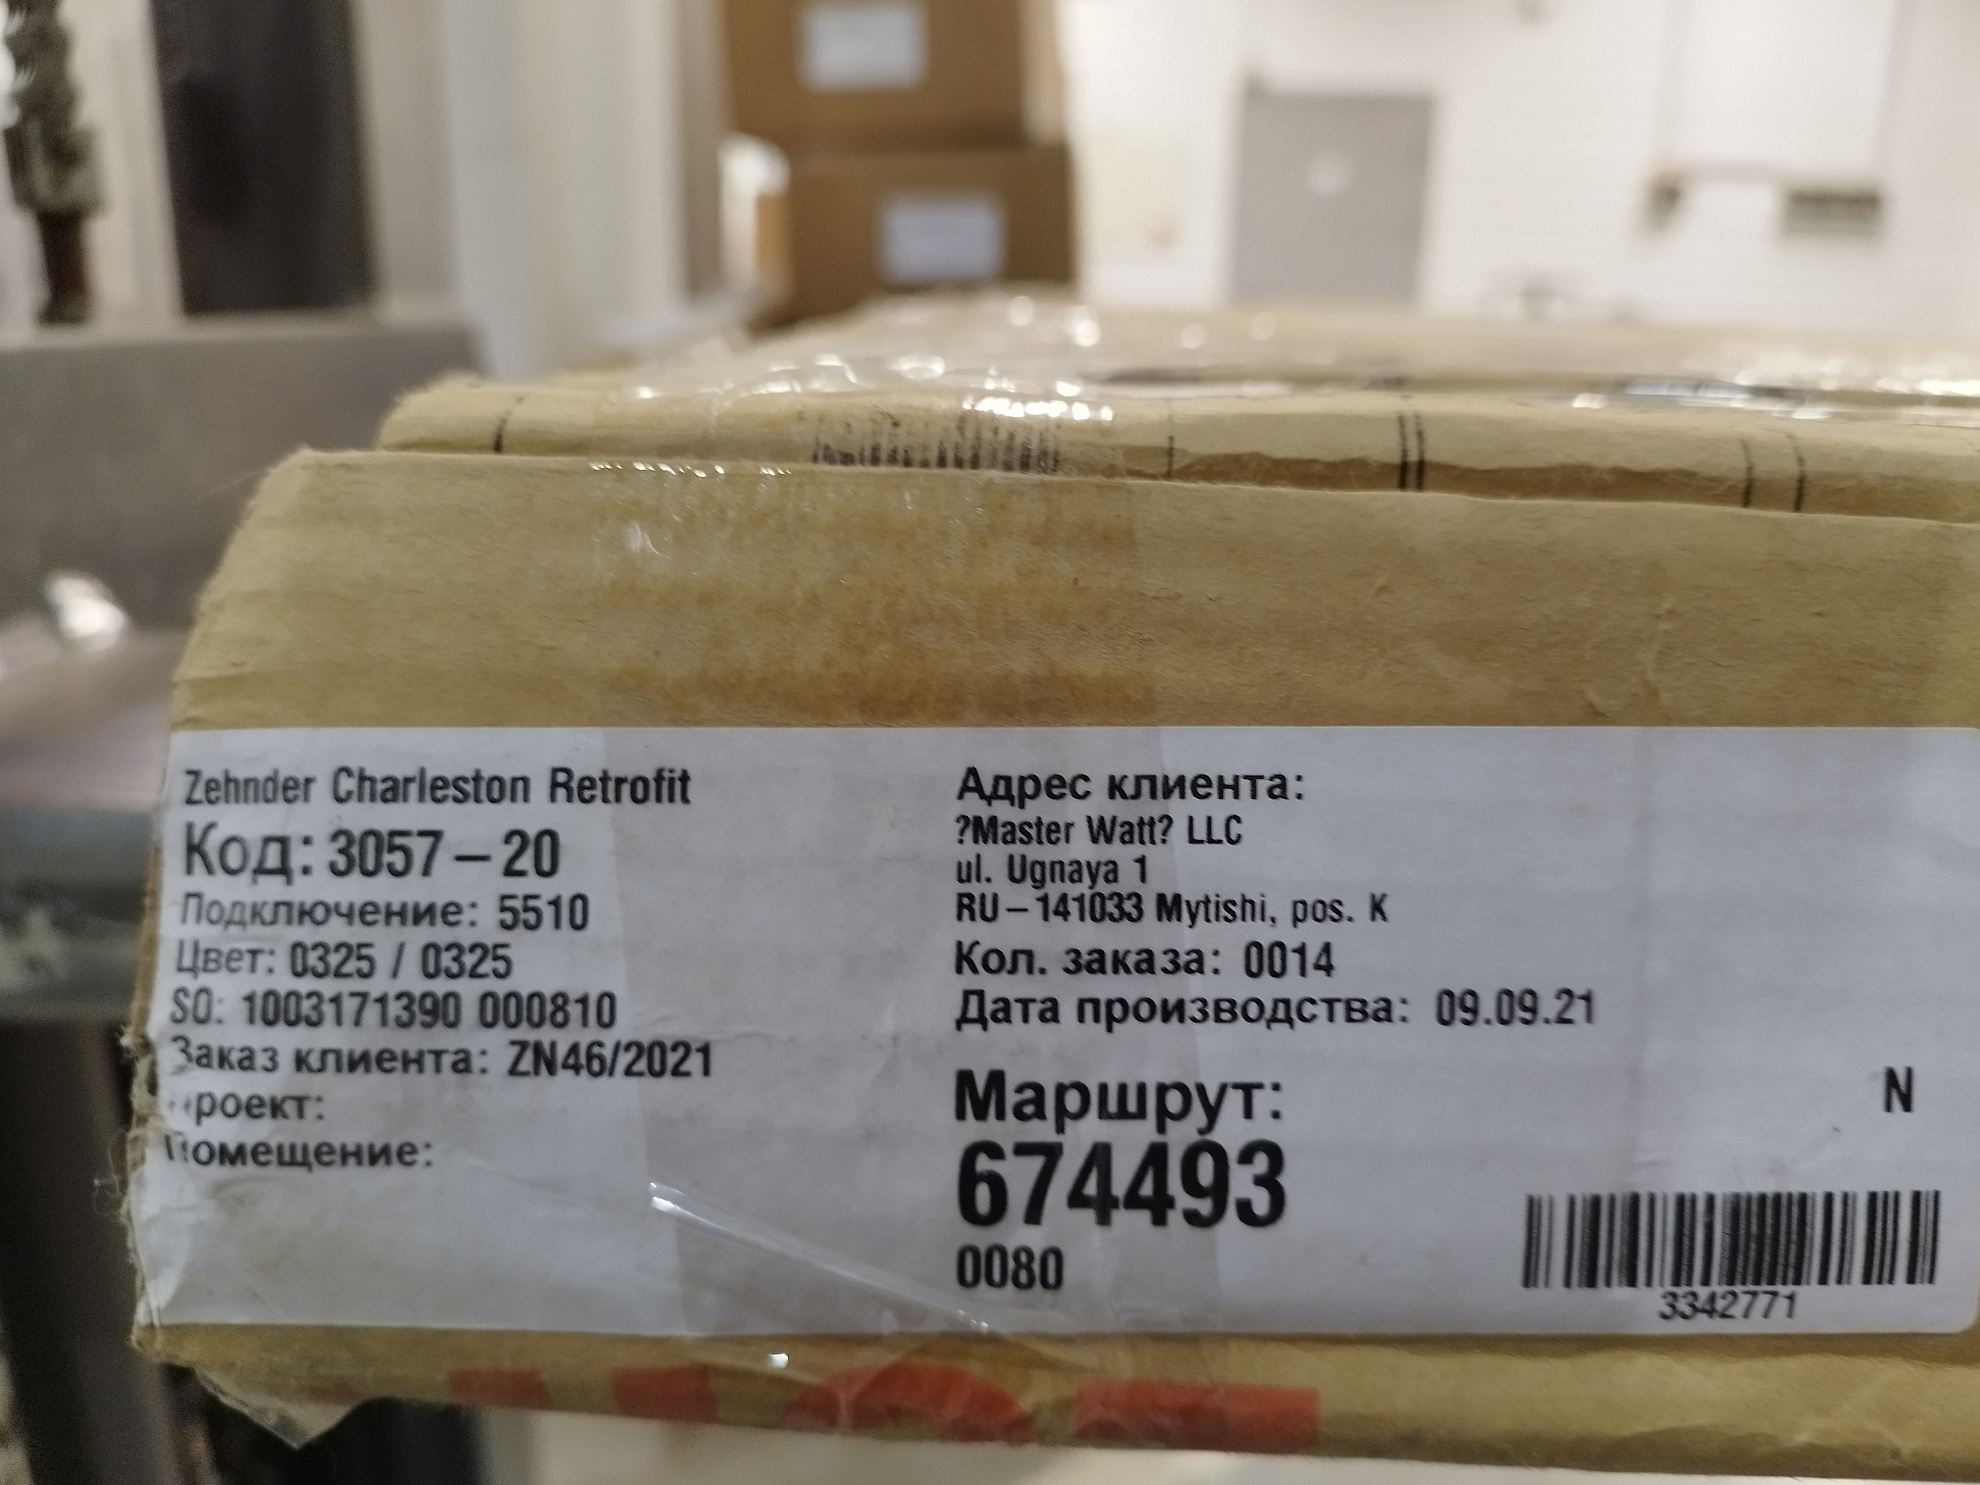 Zehnder Charleston Retrofit
Код: 3057-20
Подключение: 5510
Цвет: 0325 / 0325
SO: 1003171390 000810
Заказ клиента: ZN46/2021
Проект:
Помещение:
Адрес клиента:
?Master Watt? LLC
ul. Ugnaya 1
RU-141033 Mytishi, pos. K
Кол. заказа: 0014
Дата производства: 09.09.21
Маршрут:
674493
0080
N
3342771